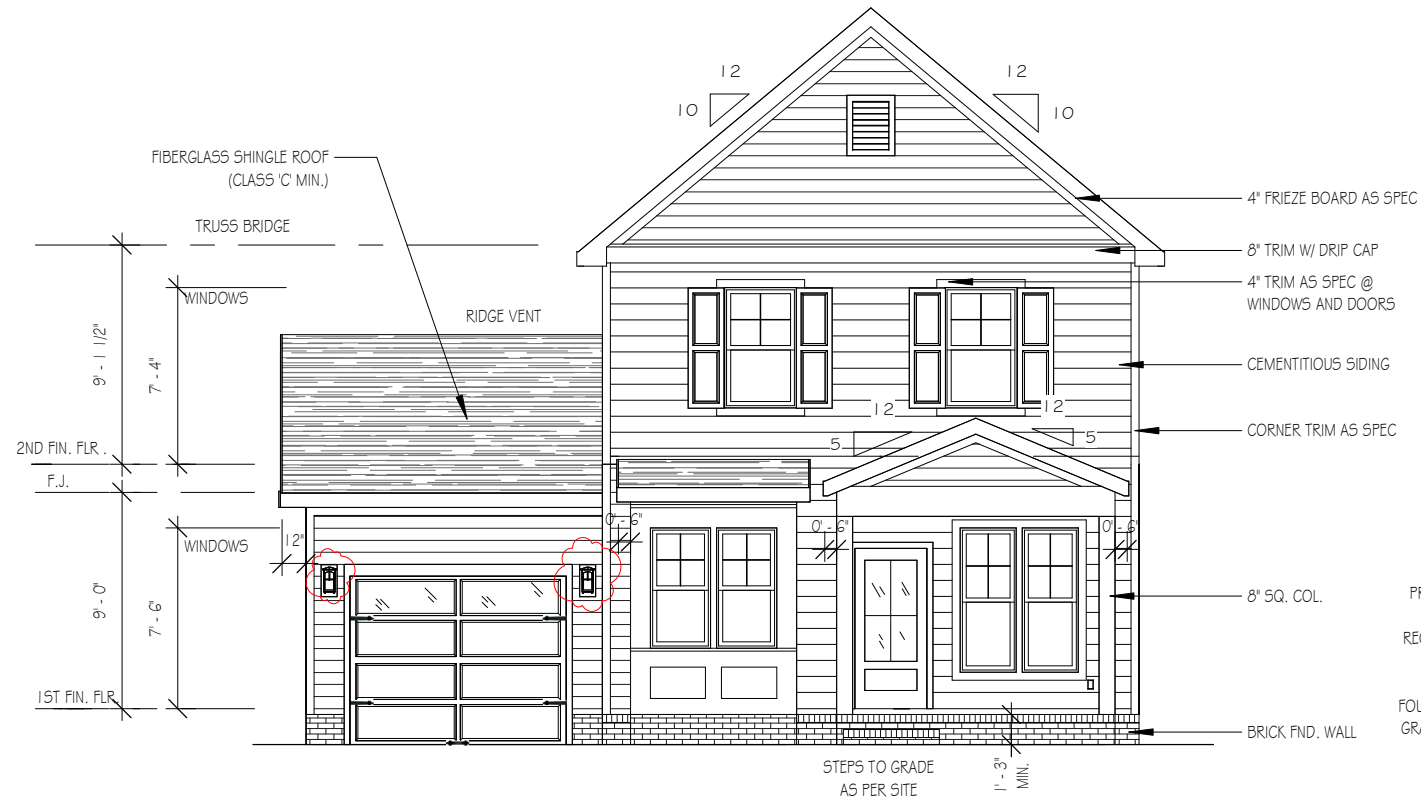 12
10
12
10
FIBERGLASS SHINGLE ROOF
(CLASS 'C' MIN.)
TRUSS BRIDGE
4" FRIEZE BOARD AS SPEC
8" TRIM W/ DRIP CAP
4" TRIM AS SPEC @
WINDOWS AND DOORS
WINDOWS
RIDGE VENT
9' - 1 1/2"
7' - 4"
CEMENTITIOUS SIDING
12
12
5
5
CORNER TRIM AS SPEC
2ND FIN. FLR.
F.J.
WINDOWS
12"
0' - 6"
0' - 6"
0' - 6"
9' - 0"
7' - 6"
8" SQ. COL.
1ST FIN. FLR.
BRICK FND. WALL
STEPS TO GRADE
AS PER SITE
1' - 3"
MIN.